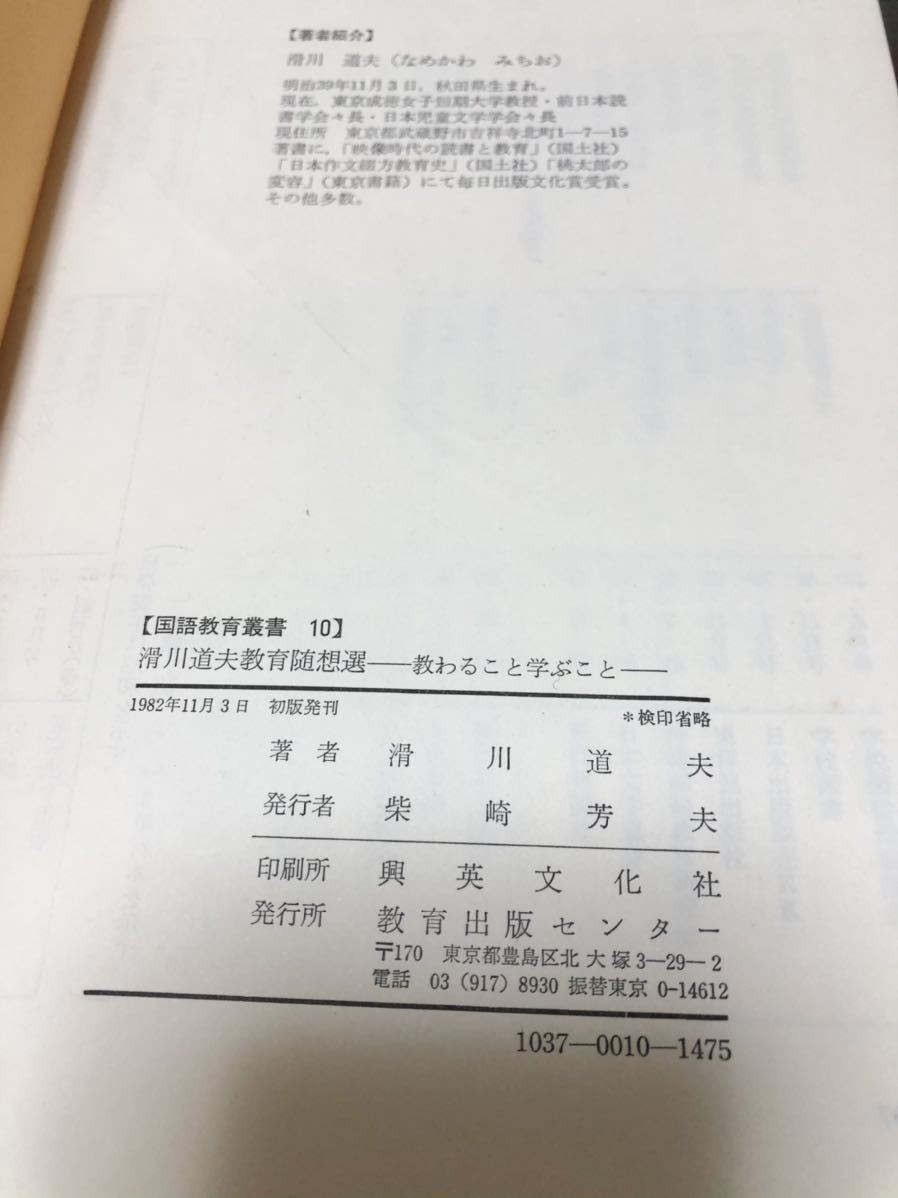 【著者紹介】
滑川 道夫(なめかわ みちお)
明治39年11月3日,秋田県生まれ。
現在,東京成徳女子短期大学教授・前日本読
書学会々長・日本児童文学学会々長
現住所 東京都武蔵野市吉祥寺北町1―7―15
著書に,「映像時代の読書と教育」(国土社)
「日本作文綴方教育史」(国土社)「桃太郎の
変容」(東京書籍)にて毎日出版文化賞受賞。
その他多数。
【国語教育叢書 10】
滑川道夫教育随想選――教わること学ぶこと――
1982年11月3日 初版発刊 *検印省略
著者 滑川道夫
発行者 柴崎芳夫
印刷所 興英文化社
発行所 教育出版センター
〒170 東京都豊島区北大塚3―29―2
電話 03(917)8930 振替東京 0-14612
1037―0010―1475